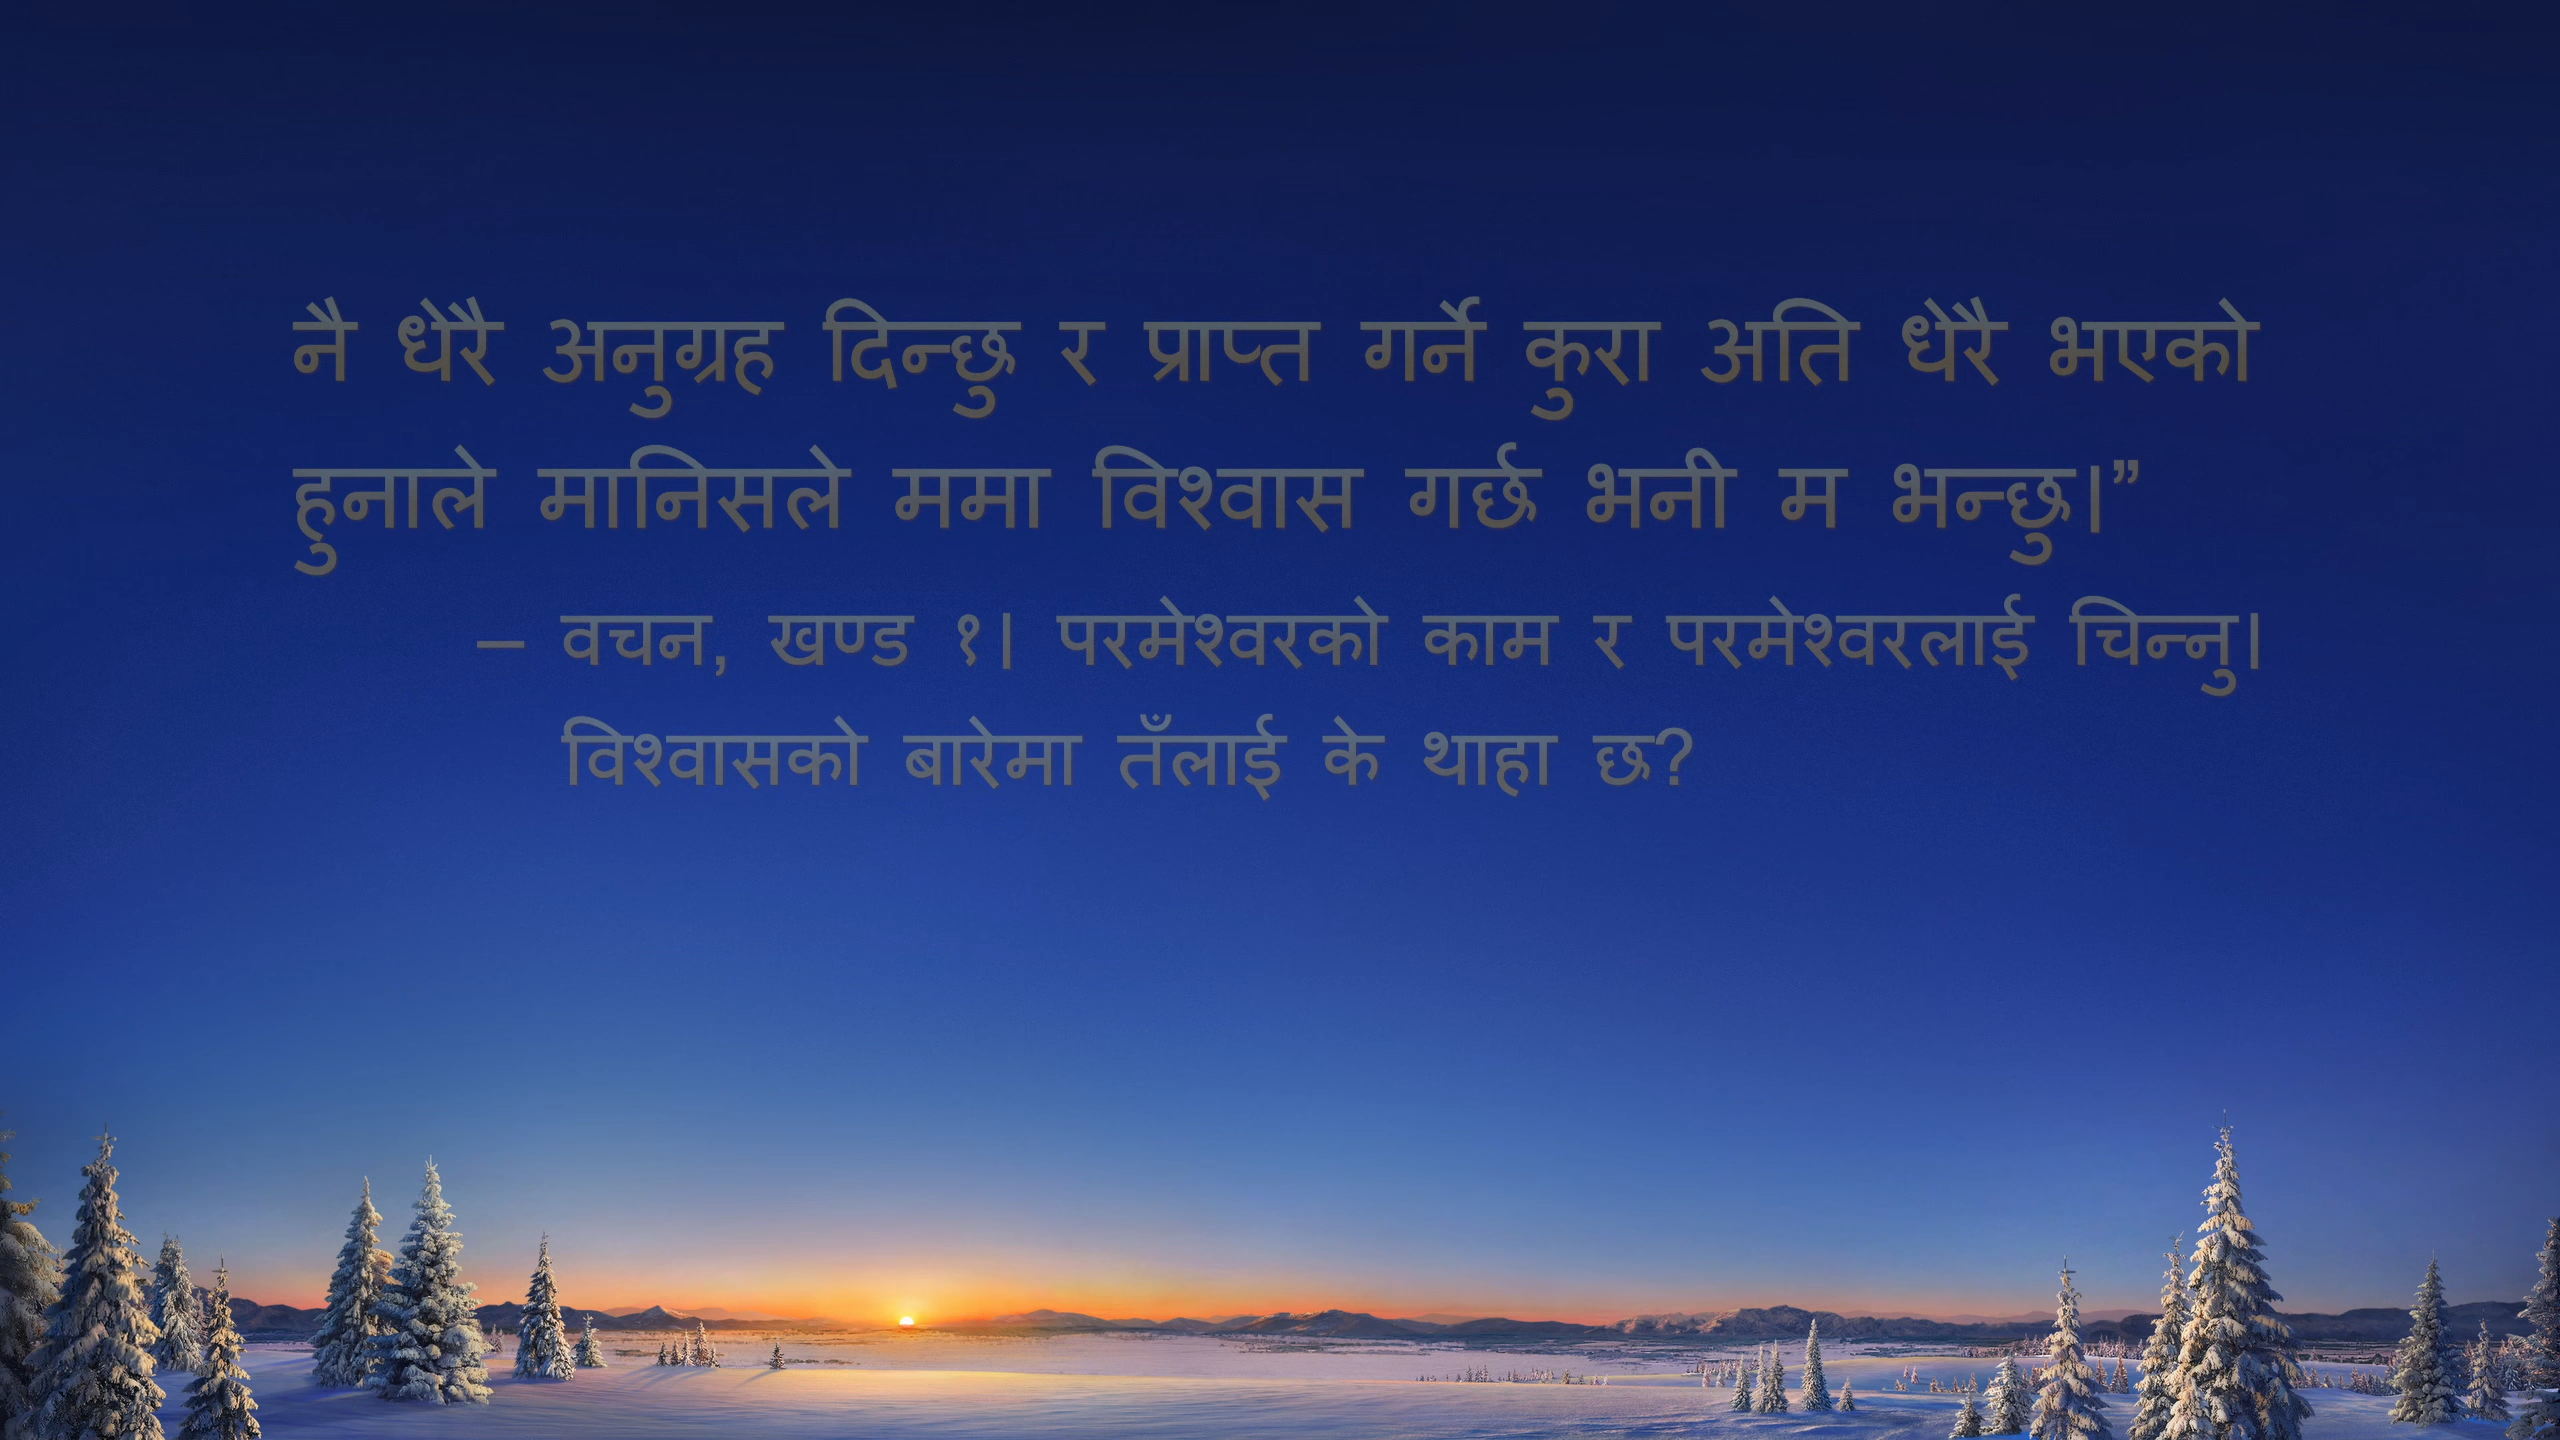 नै धेरै अनुग्रह दिन्छु र प्राप्त गर्ने कुरा अति धेरै भएको
हुनाले मानिसले ममा विश्वास गर्छ भनी म भन्छु।”
– वचन, खण्ड १। परमेश्‍वरको काम र परमेश्‍वरलाई चिन्‍नु।
विश्‍वासको बारेमा तँलाई के थाहा छ?